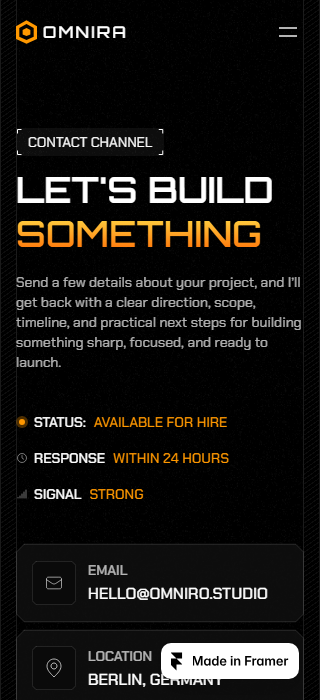 OMNIRA
CONTACT CHANNEL
LET'S BUILD
SOMETHING
Send a few details about your project, and I'll
get back with a clear direction, scope,
timeline, and practical next steps for building
something sharp, focused, and ready to
launch.
STATUS: AVAILABLE FOR HIRE
RESPONSE WITHIN 24 HOURS
SIGNAL STRONG
EMAIL
HELLO@OMNIRO.STUDIO
LOCATION
BERLIN, GERMANY
Made in Framer